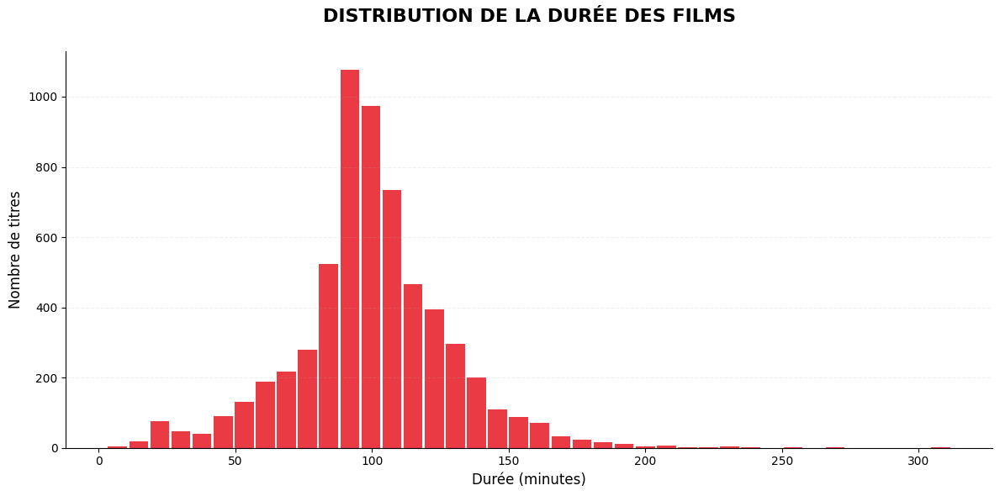 DISTRIBUTION DE LA DURÉE DES FILMS
Nombre de titres
1000
800
600
400
200
0
0 50 100 150 200 250 300
Durée (minutes)